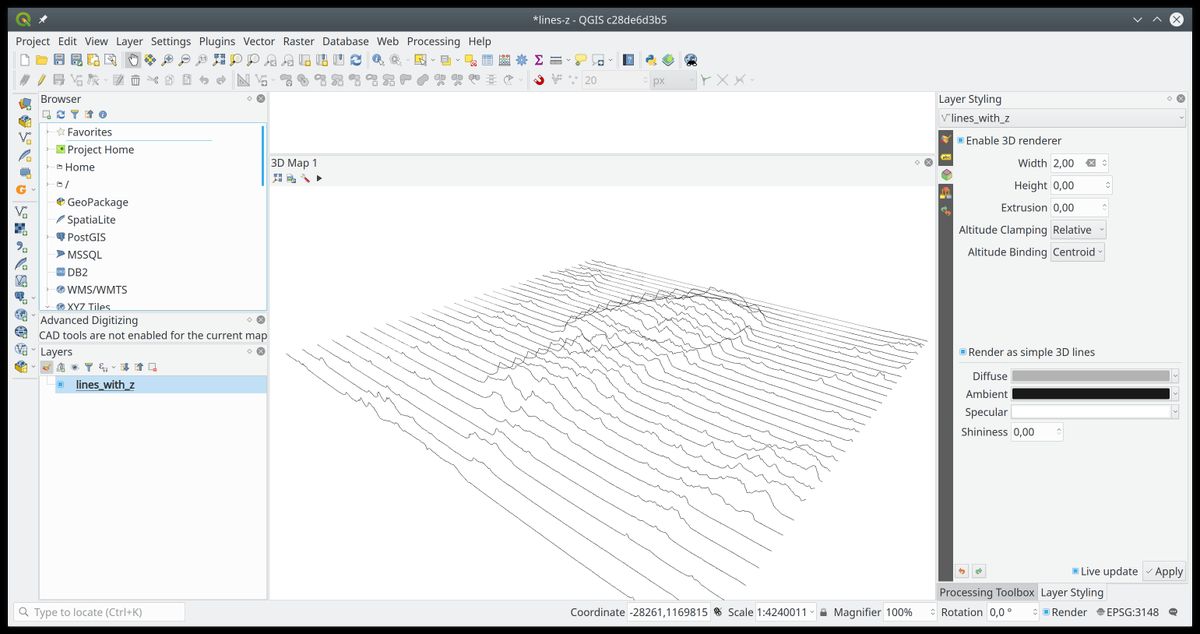 *lines-z - QGIS c28de6d3b5
Project Edit View Layer Settings Plugins Vector Raster Database Web Processing Help
20 px
Browser
Favorites
Project Home
Home
/
GeoPackage
SpatiaLite
PostGIS
MSSQL
DB2
WMS/WMTS
XYZ Tiles
Advanced Digitizing
CAD tools are not enabled for the current map
Layers
lines_with_z
3D Map 1
Layer Styling
lines_with_z
Enable 3D renderer
Width 2,00
Height 0,00
Extrusion 0,00
Altitude Clamping Relative
Altitude Binding Centroid
Render as simple 3D lines
Diffuse
Ambient
Specular
Shininess 0,00
Live update Apply
Processing Toolbox Layer Styling
Type to locate (Ctrl+K) Coordinate -28261,1169815 Scale 1:4240011 Magnifier 100% Rotation 0,0 ° Render EPSG:3148